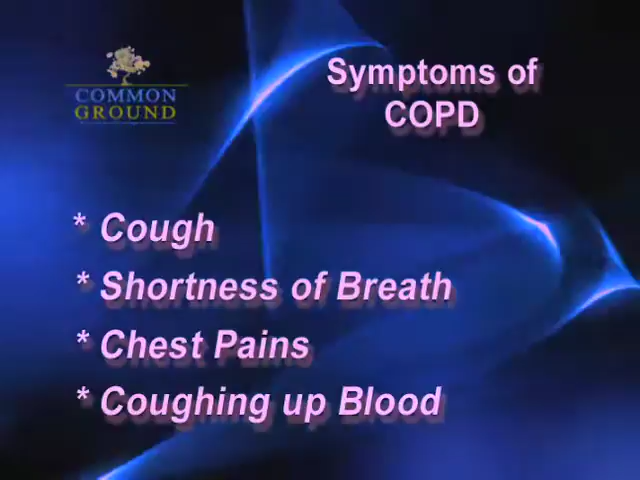 COMMON
GROUND
Symptoms of
COPD
* Cough
* Shortness of Breath
* Chest Pains
* Coughing up Blood